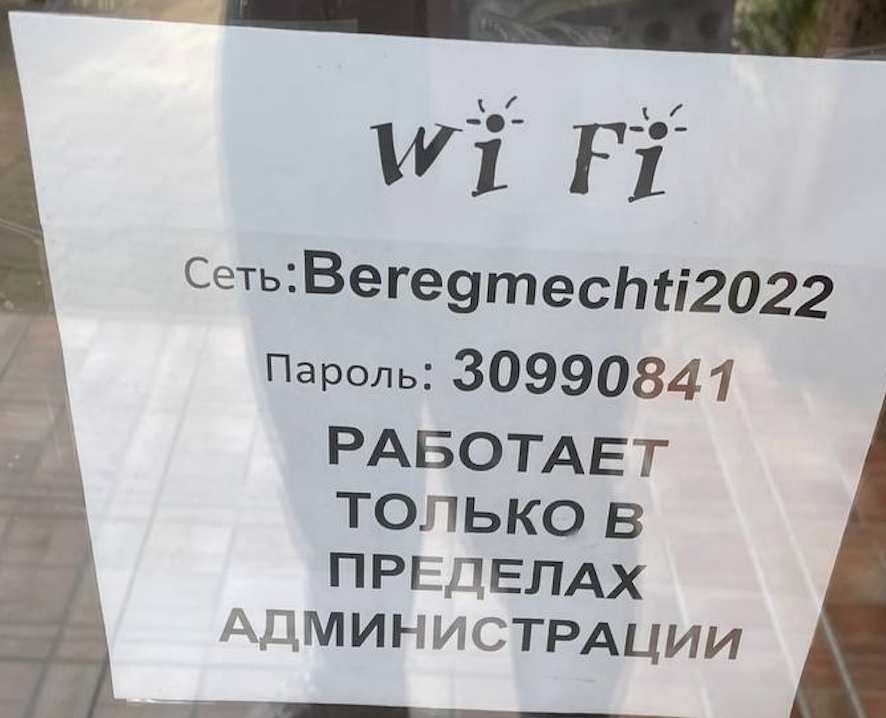 Wi Fi
Сеть:Beregmechti2022
Пароль: 30990841
РАБОТАЕТ
ТОЛЬКО В
ПРЕДЕЛАХ
АДМИНИСТРАЦИИ